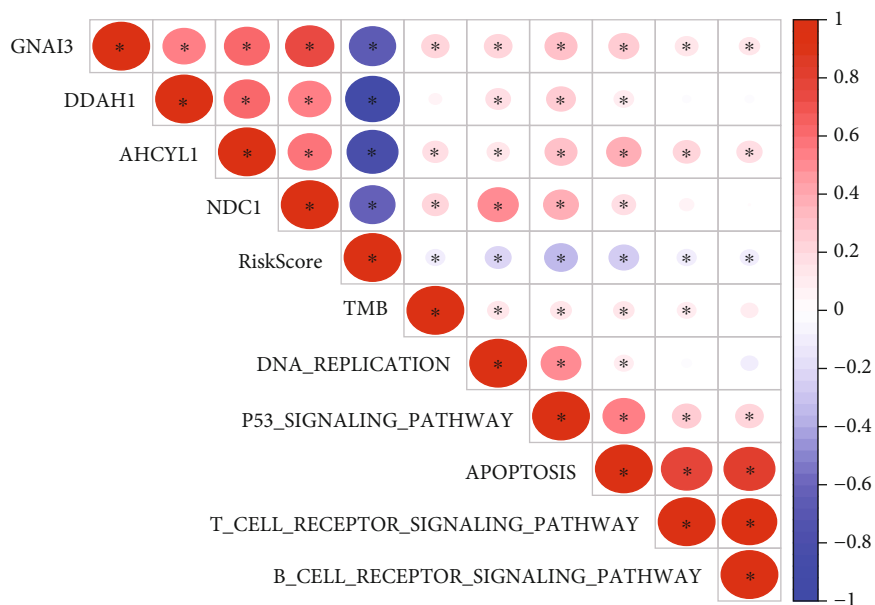 GNAI3 * * * * * * * * * * *
DDAH1 * * * * * * *
AHCYL1 * * * * * * * * *
NDC1 * * * * * *
RiskScore * * * * * * *
TMB * * * * *
DNA_REPLICATION * * *
P53_SIGNALING_PATHWAY * * * *
APOPTOSIS * * *
T_CELL_RECEPTOR_SIGNALING_PATHWAY * *
B_CELL_RECEPTOR_SIGNALING_PATHWAY *
1
0.8
0.6
0.4
0.2
0
−0.2
−0.4
−0.6
−0.8
−1